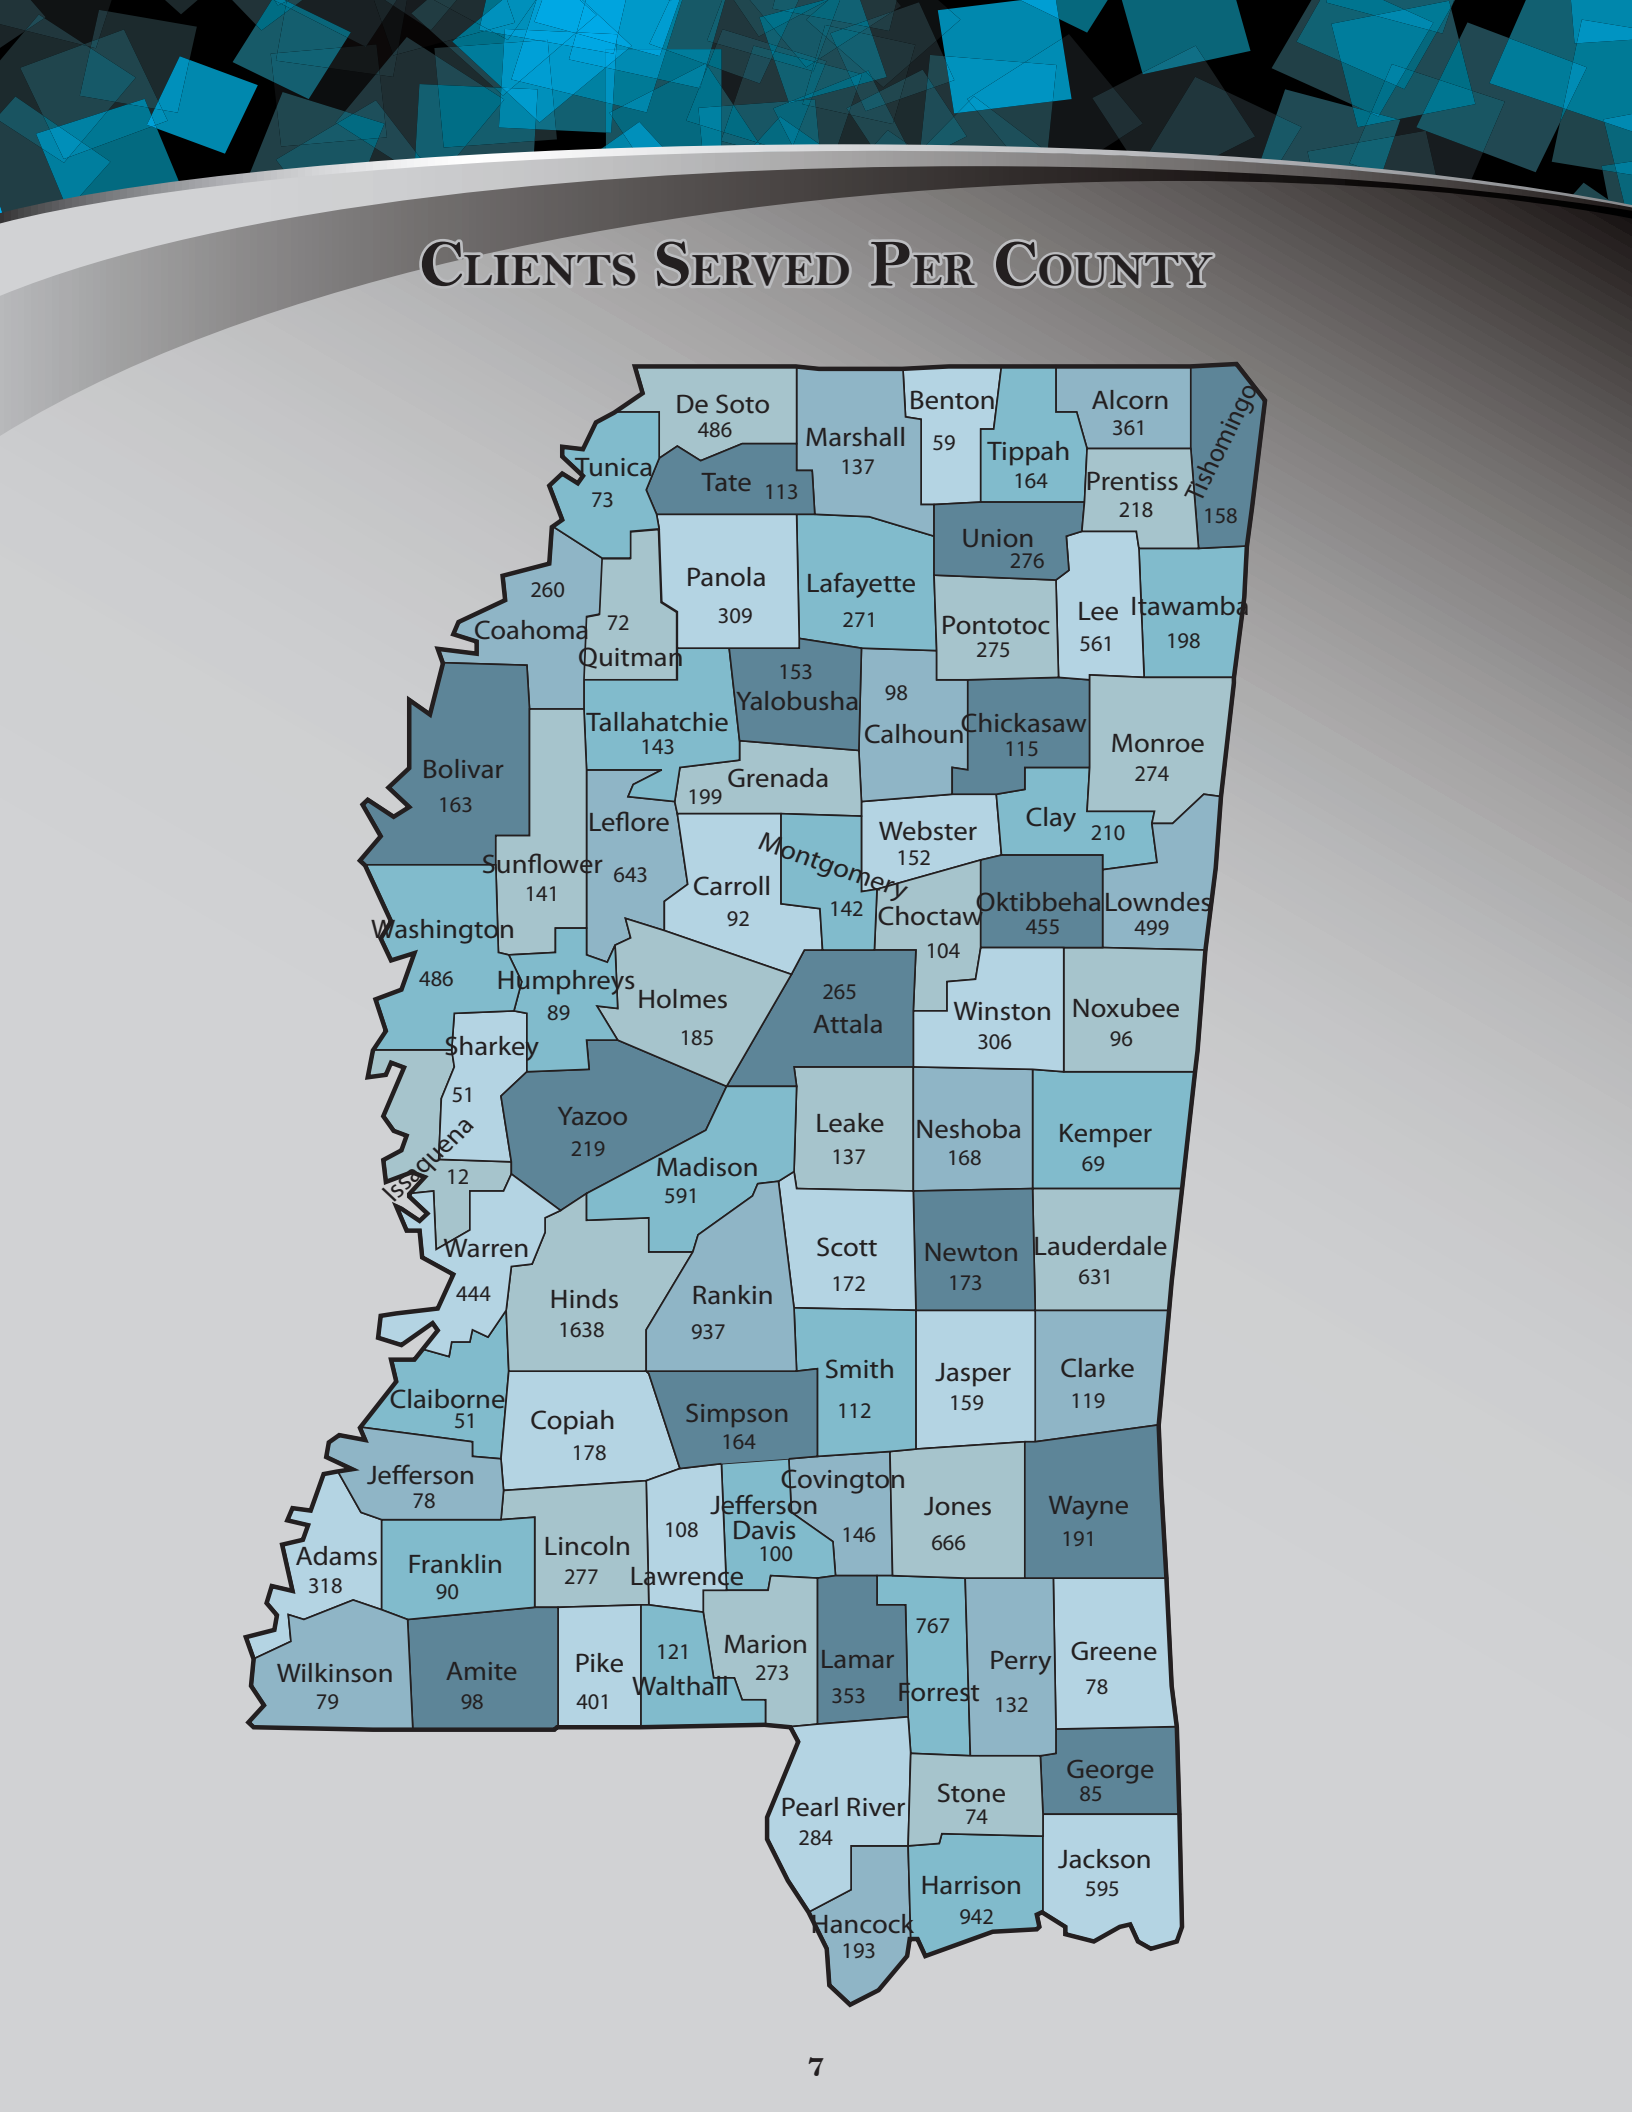 Clients Served Per County
De Soto
486
Marshall
137
Benton
59
Tippah
164
Alcorn
361
Tishomingo
158
Tunica
73
Tate 113
Prentiss
218
Union
276
Panola
309
Lafayette
271
Pontotoc
275
Lee
561
Itawamba
198
260
Coahoma
72
Quitman
153
Yalobusha
98
Calhoun
Chickasaw
115
Monroe
274
Tallahatchie
143
Bolivar
163
Grenada
199
Leflore
643
Sunflower
141
Carroll
92
Montgomery
142
Webster
152
Clay
210
Choctaw
104
Oktibbeha
455
Lowndes
499
Washington
486
Humphreys
89
Holmes
185
265
Attala
Winston
306
Noxubee
96
Sharkey
51
Issaquena
12
Yazoo
219
Madison
591
Leake
137
Neshoba
168
Kemper
69
Warren
444
Hinds
1638
Rankin
937
Scott
172
Newton
173
Lauderdale
631
Claiborne
51
Copiah
178
Simpson
164
Smith
112
Jasper
159
Clarke
119
Jefferson
78
Adams
318
Franklin
90
Lincoln
277
108
Lawrence
Jefferson
Davis
100
Covington
146
Jones
666
Wayne
191
Wilkinson
79
Amite
98
Pike
401
121
Walthall
Marion
273
Lamar
353
767
Forrest
Perry
132
Greene
78
Pearl River
284
Stone
74
George
85
Hancock
193
Harrison
942
Jackson
595
7